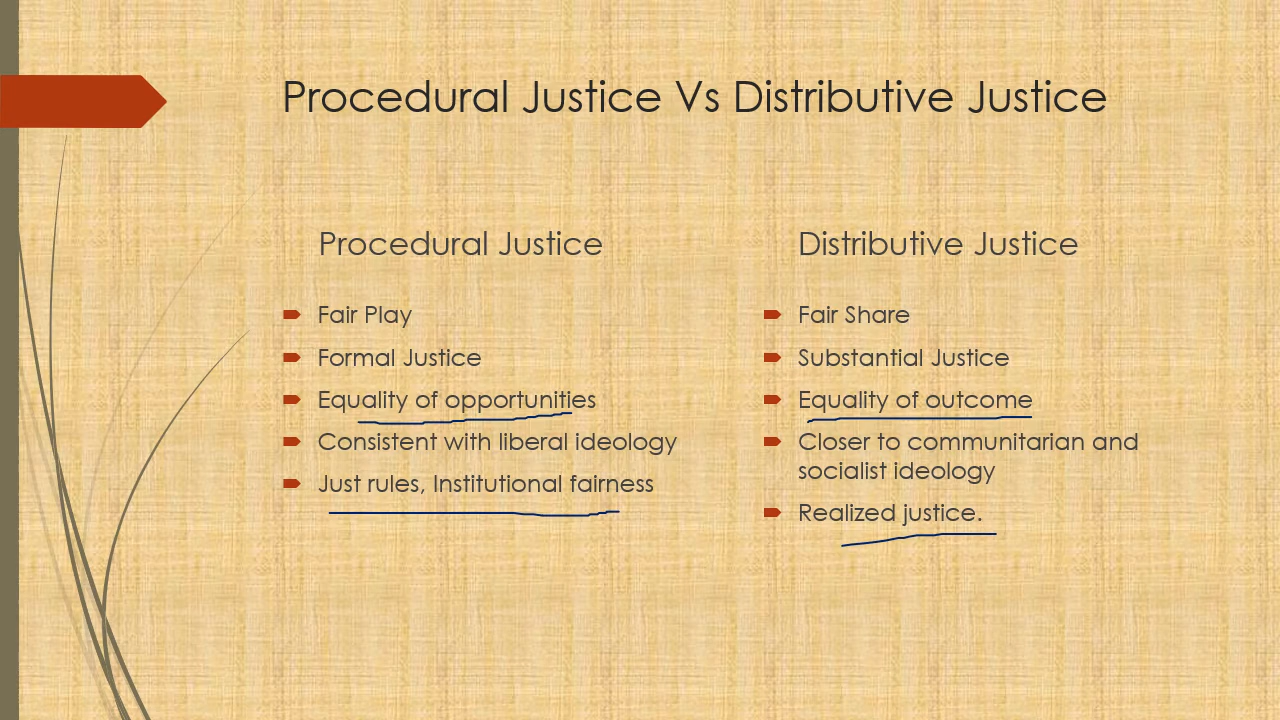 Procedural Justice Vs Distributive Justice
Procedural Justice
Fair Play
Formal Justice
Equality of opportunities
Consistent with liberal ideology
Just rules, Institutional fairness
Distributive Justice
Fair Share
Substantial Justice
Equality of outcome
Closer to communitarian and
socialist ideology
Realized justice.